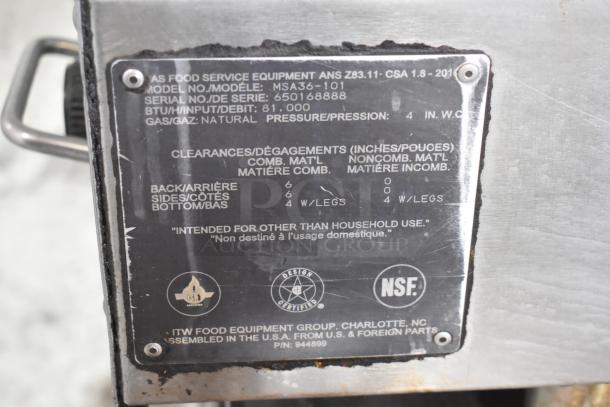 AS FOOD SERVICE EQUIPMENT ANS Z83.11- CSA 1.8 - 201
MODEL NO./MODÈLE: MSA36-101
SERIAL NO./DE SERIE: 650168888
BTU/H/INPUT/DEBIT: 81,000
GAS/GAZ: NATURAL PRESSURE/PRESSION: 4 IN. W.C
CLEARANCES/DÉGAGEMENTS (INCHES/POUCES)
COMB. MAT'L NONCOMB. MAT'L
MATIÉRE COMB. MATIÉRE INCOMB.
BACK/ARRIÈRE 6 0
SIDES/CÔTÉS 6 0
BOTTOM/BAS 4 W/LEGS 4 W/LEGS
"INTENDED FOR OTHER THAN HOUSEHOLD USE."
"Non destiné à l'usage domestique."
DESIGN
CERTIFIED
NSF.
ITW FOOD EQUIPMENT GROUP, CHARLOTTE, NC
ASSEMBLED IN THE U.S.A. FROM U.S. & FOREIGN PARTS
P/N: 944899